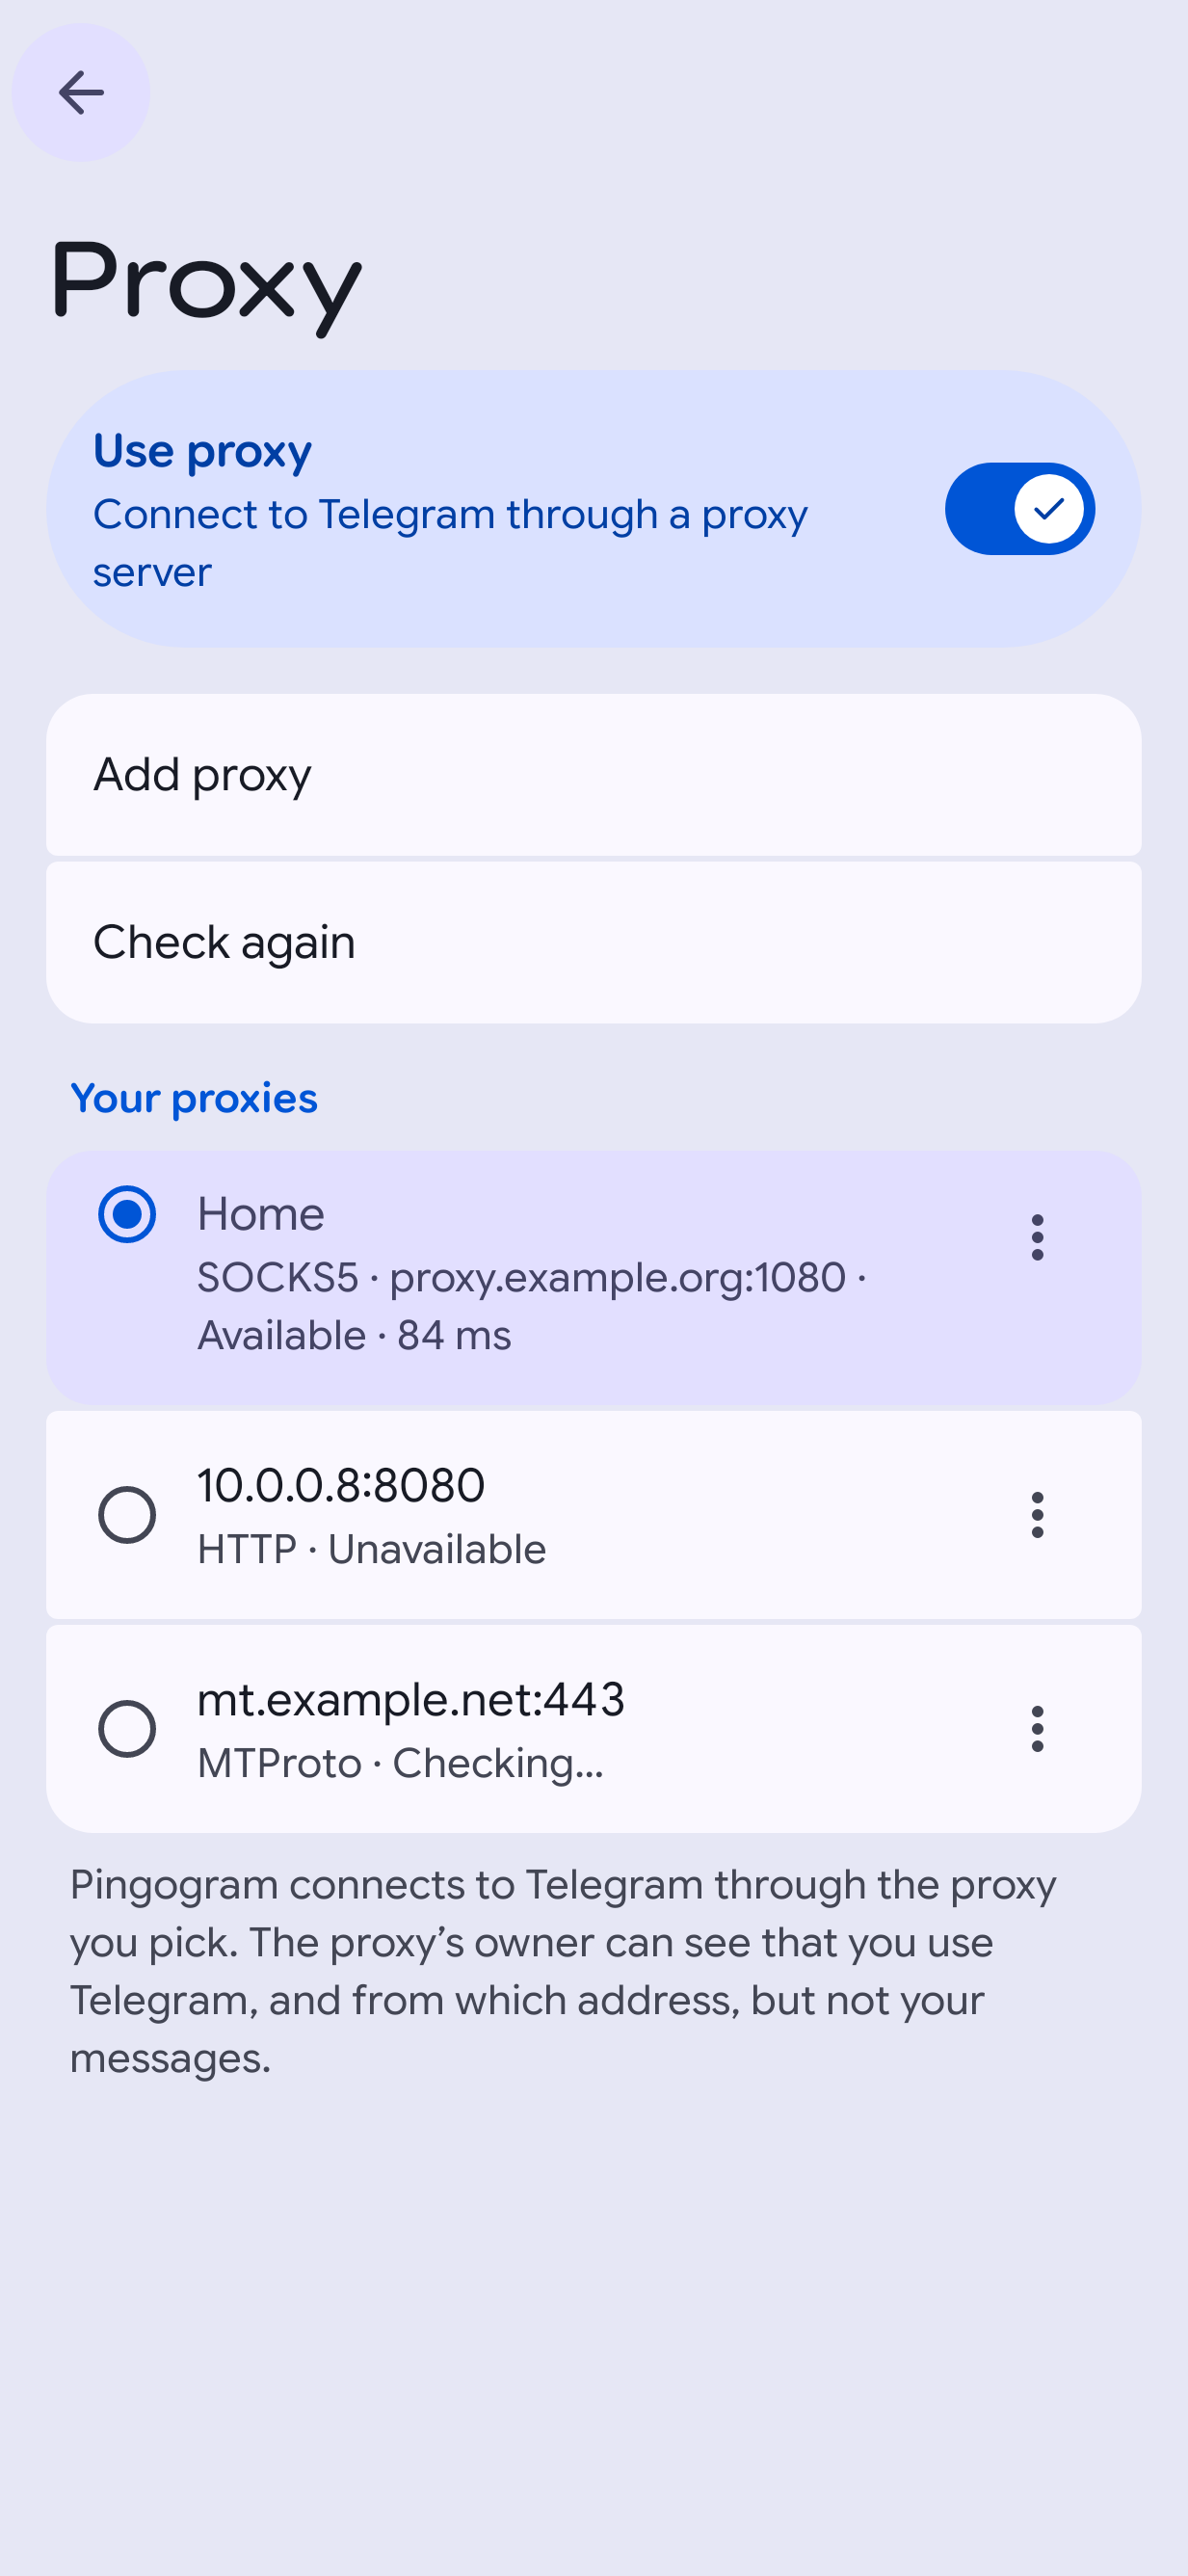 Proxy
Use proxy
Connect to Telegram through a proxy
server
Add proxy
Check again
Your proxies
Home
SOCKS5 · proxy.example.org:1080 ·
Available · 84 ms
10.0.0.8:8080
HTTP · Unavailable
mt.example.net:443
MTProto · Checking…
Pingogram connects to Telegram through the proxy
you pick. The proxy’s owner can see that you use
Telegram, and from which address, but not your
messages.